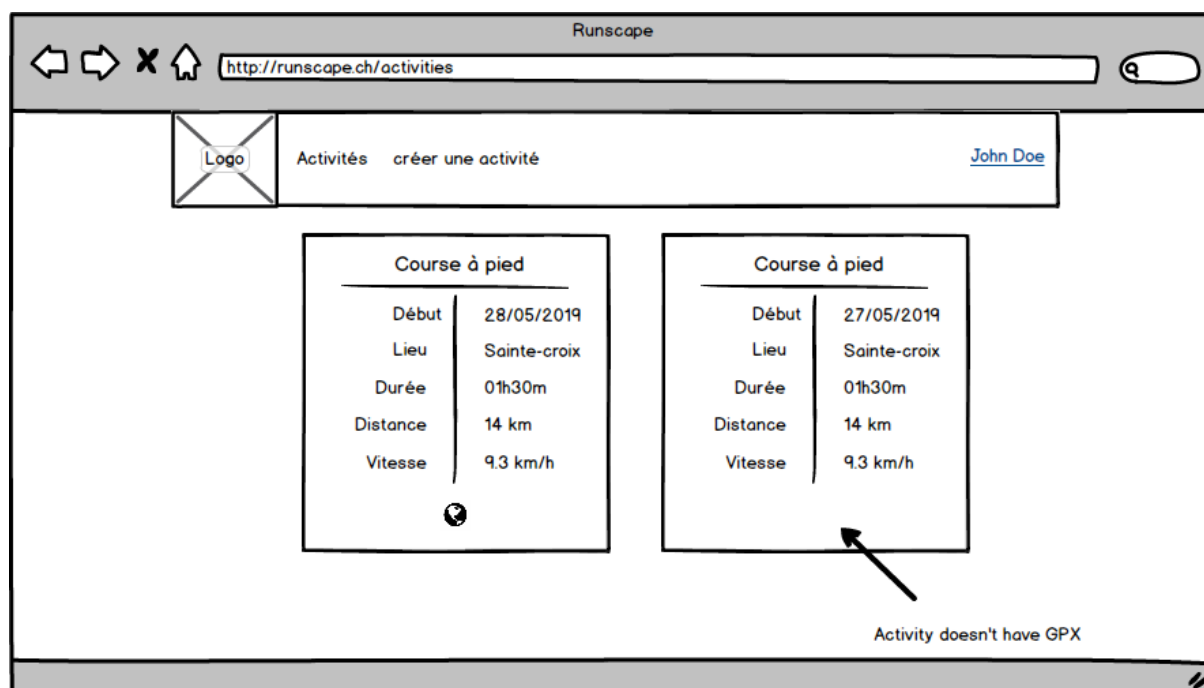 Runscape
http://runscape.ch/activities
Logo
Activités créer une activité
John Doe
Course à pied
Début 28/05/2019
Lieu Sainte-croix
Durée 01h30m
Distance 14 km
Vitesse 9.3 km/h
Course à pied
Début 27/05/2019
Lieu Sainte-croix
Durée 01h30m
Distance 14 km
Vitesse 9.3 km/h
Activity doesn't have GPX